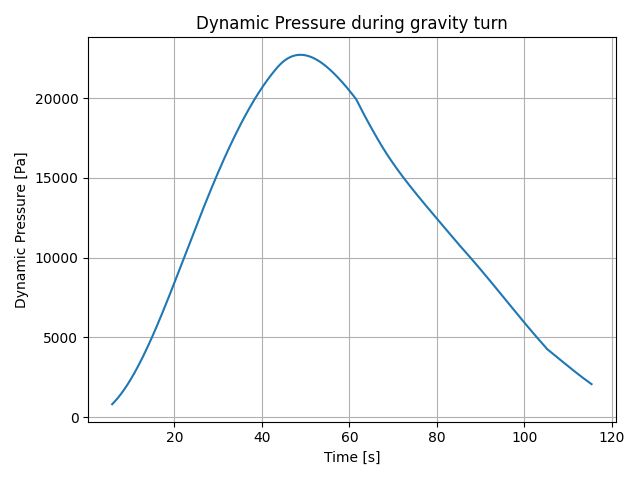 Dynamic Pressure during gravity turn
Dynamic Pressure [Pa]
20000
15000
10000
5000
0
20 40 60 80 100 120
Time [s]